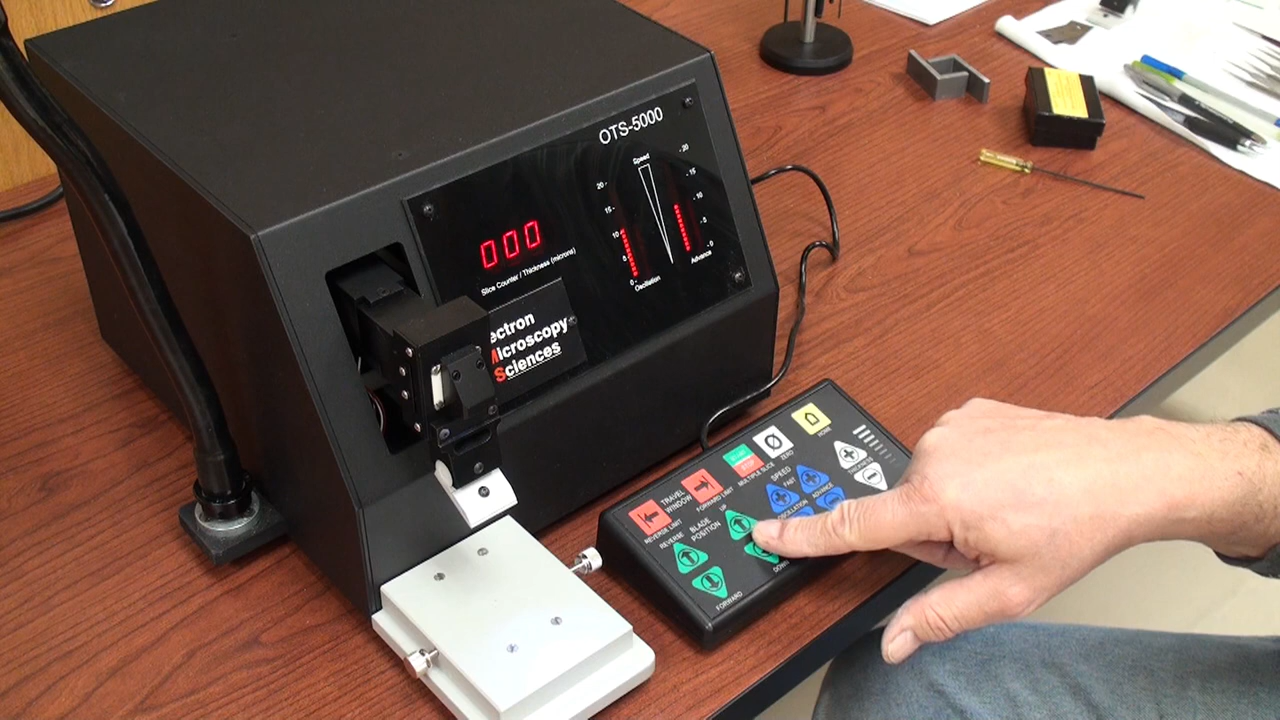 OTS-5000
Speed
20
15
10
5
0
20
15
10
5
0
Oscillation
Advance
000
Slice Counter / Thickness (microns)
ectron
Microscopy
Sciences
HOME
ZERO
START
STOP
MULTIPLE SLICE
THICKNESS
TRAVEL
WINDOW
FORWARD LIMIT
REVERSE LIMIT
SPEED
FAST
ADVANCE
OSCILLATION
BLADE
POSITION
UP
DOWN
REVERSE
FORWARD